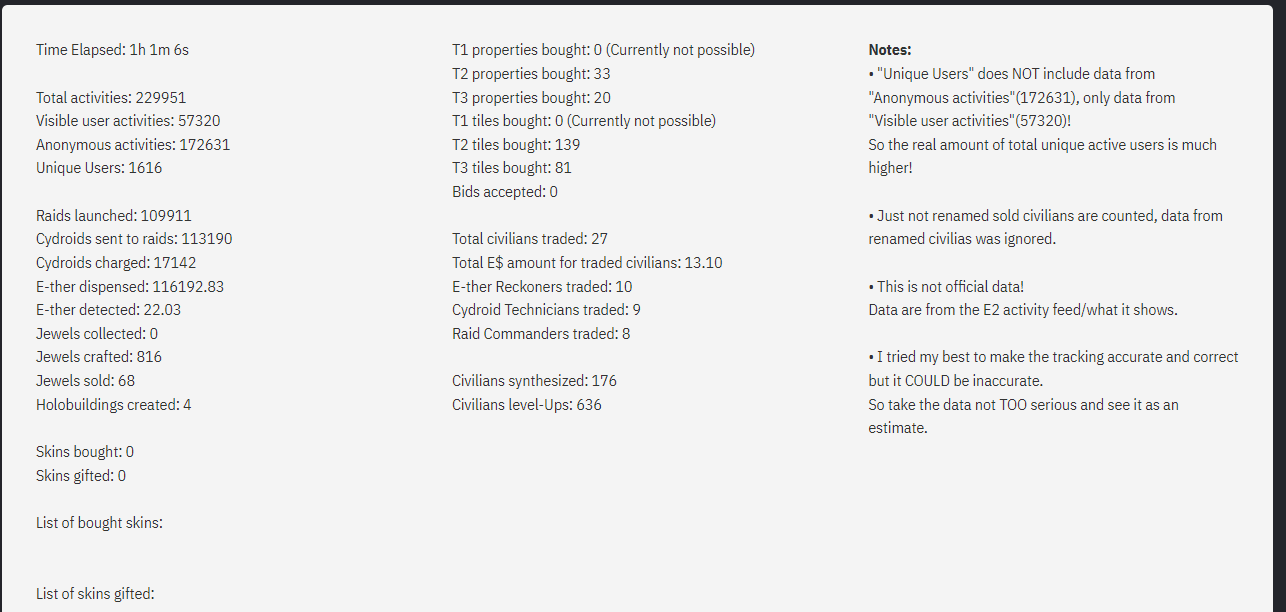 Time Elapsed: 1h 1m 6s
Total activities: 229951
Visible user activities: 57320
Anonymous activities: 172631
Unique Users: 1616
Raids launched: 109911
Cydroids sent to raids: 113190
Cydroids charged: 17142
E-ther dispensed: 116192.83
E-ther detected: 22.03
Jewels collected: 0
Jewels crafted: 816
Jewels sold: 68
Holobuildings created: 4
Skins bought: 0
Skins gifted: 0
List of bought skins:
List of skins gifted:
T1 properties bought: 0 (Currently not possible)
T2 properties bought: 33
T3 properties bought: 20
T1 tiles bought: 0 (Currently not possible)
T2 tiles bought: 139
T3 tiles bought: 81
Bids accepted: 0
Total civilians traded: 27
Total E$ amount for traded civilians: 13.10
E-ther Reckoners traded: 10
Cydroid Technicians traded: 9
Raid Commanders traded: 8
Civilians synthesized: 176
Civilians level-Ups: 636
Notes:
• "Unique Users" does NOT include data from
"Anonymous activities"(172631), only data from
"Visible user activities"(57320)!
So the real amount of total unique active users is much
higher!
• Just not renamed sold civilians are counted, data from
renamed civilias was ignored.
• This is not official data!
Data are from the E2 activity feed/what it shows.
• I tried my best to make the tracking accurate and correct
but it COULD be inaccurate.
So take the data not TOO serious and see it as an
estimate.